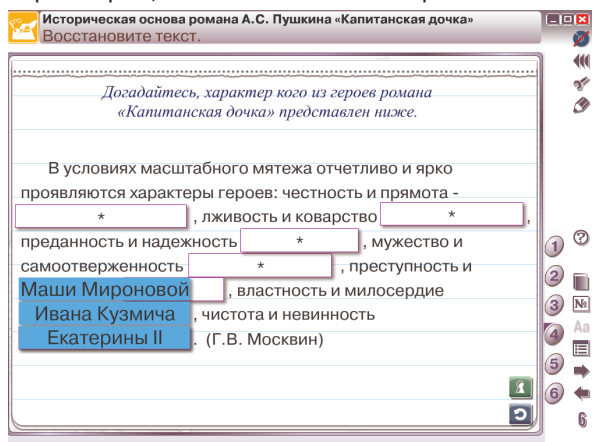 Историческая основа романа А.С. Пушкина «Капитанская дочка»
Восстановите текст.
Догадайтесь, характер кого из героев романа
«Капитанская дочка» представлен ниже.
В условиях масштабного мятежа отчетливо и ярко
проявляются характеры героев: честность и прямота -
* , лживость и коварство * ,
преданность и надежность * , мужество и
самоотверженность * , преступность и
Маши Мироновой , властность и милосердие
Ивана Кузмича , чистота и невинность
Екатерины II . (Г.В. Москвин)
1
2
3
4
5
6
?
№
Аа
6